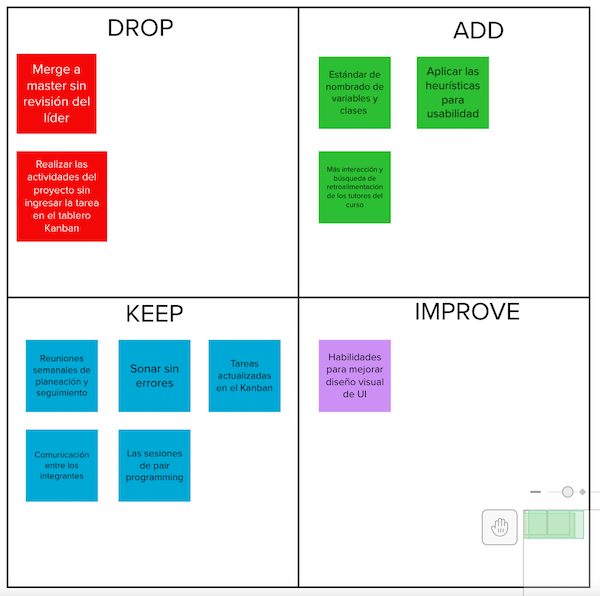 DROP
Merge a
master sin
revisión del
líder
Realizar las
actividades del
proyecto sin
ingresar la tarea
en el tablero
Kanban
ADD
Estándar de
nombrado de
variables y
clases
Aplicar las
heurísticas
para
usabilidad
Más interacción y
búsqueda de
retroalimentación
de los tutores del
curso
KEEP
Reuniones
semanales de
planeación y
seguimiento
Sonar sin
errores
Tareas
actualizadas
en el Kanban
Comunicación
entre los
integrantes
Las sesiones
de pair
programming
IMPROVE
Habilidades
para mejorar
diseño visual
de UI